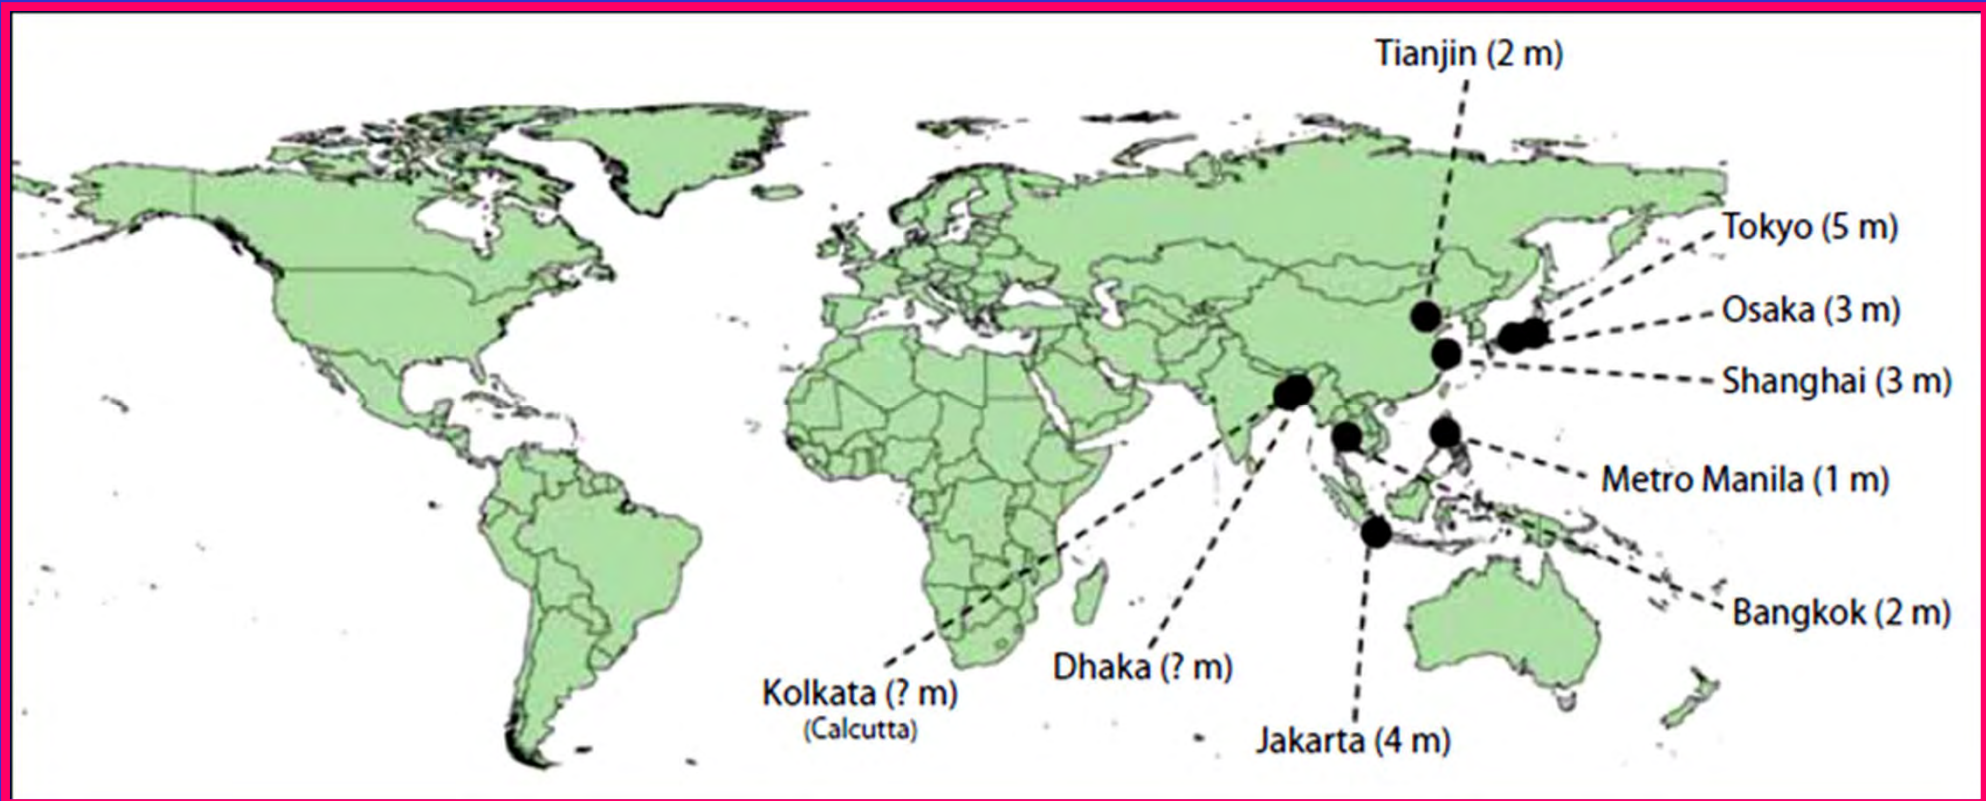 Tianjin (2 m)
Tokyo (5 m)
Osaka (3 m)
Shanghai (3 m)
Metro Manila (1 m)
Bangkok (2 m)
Dhaka (? m)
Kolkata (? m)
(Calcutta)
Jakarta (4 m)